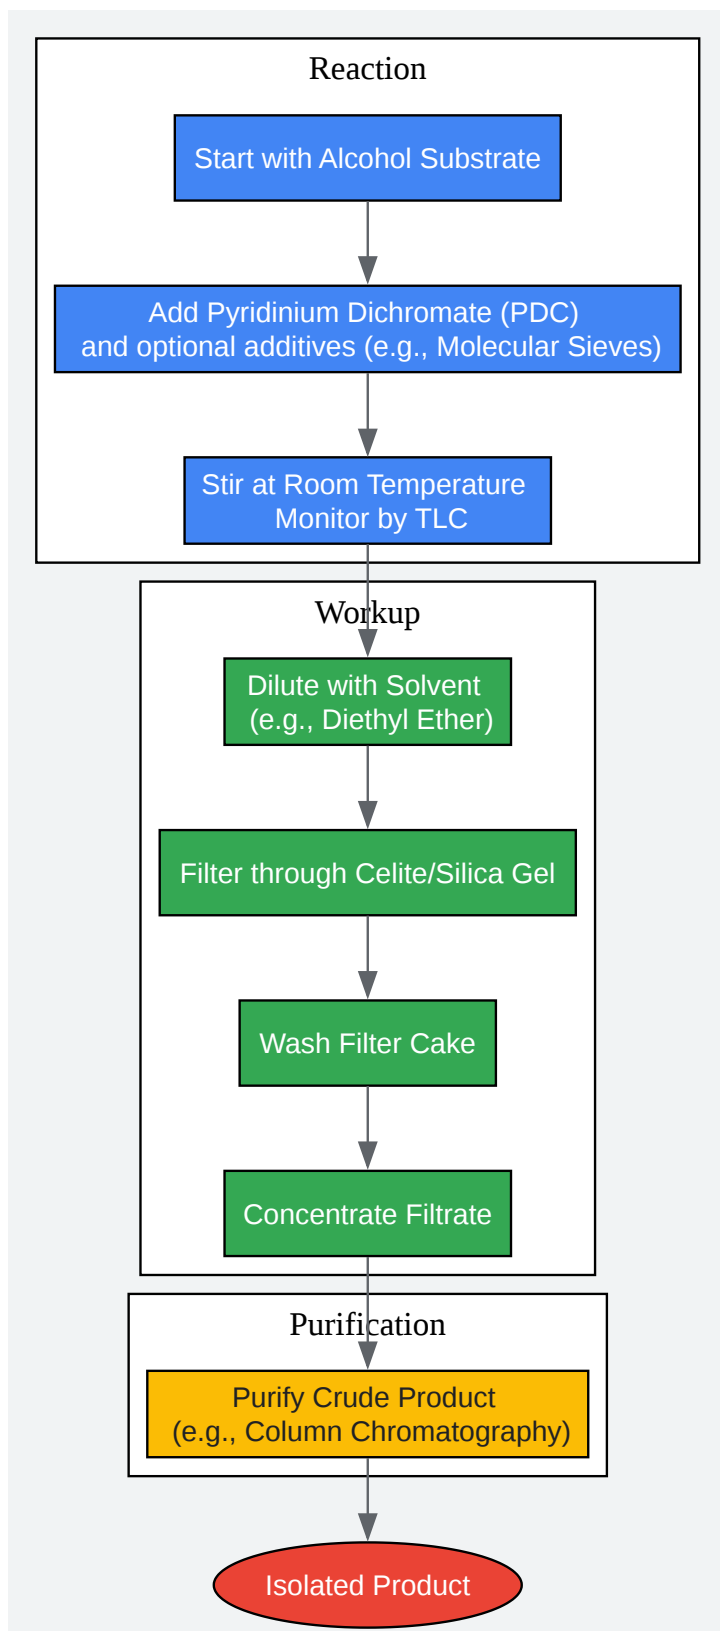 Reaction
Start with Alcohol Substrate
Add Pyridinium Dichromate (PDC)
and optional additives (e.g., Molecular Sieves)
Stir at Room Temperature
Monitor by TLC
Workup
Dilute with Solvent
(e.g., Diethyl Ether)
Filter through Celite/Silica Gel
Wash Filter Cake
Concentrate Filtrate
Purification
Purify Crude Product
(e.g., Column Chromatography)
Isolated Product